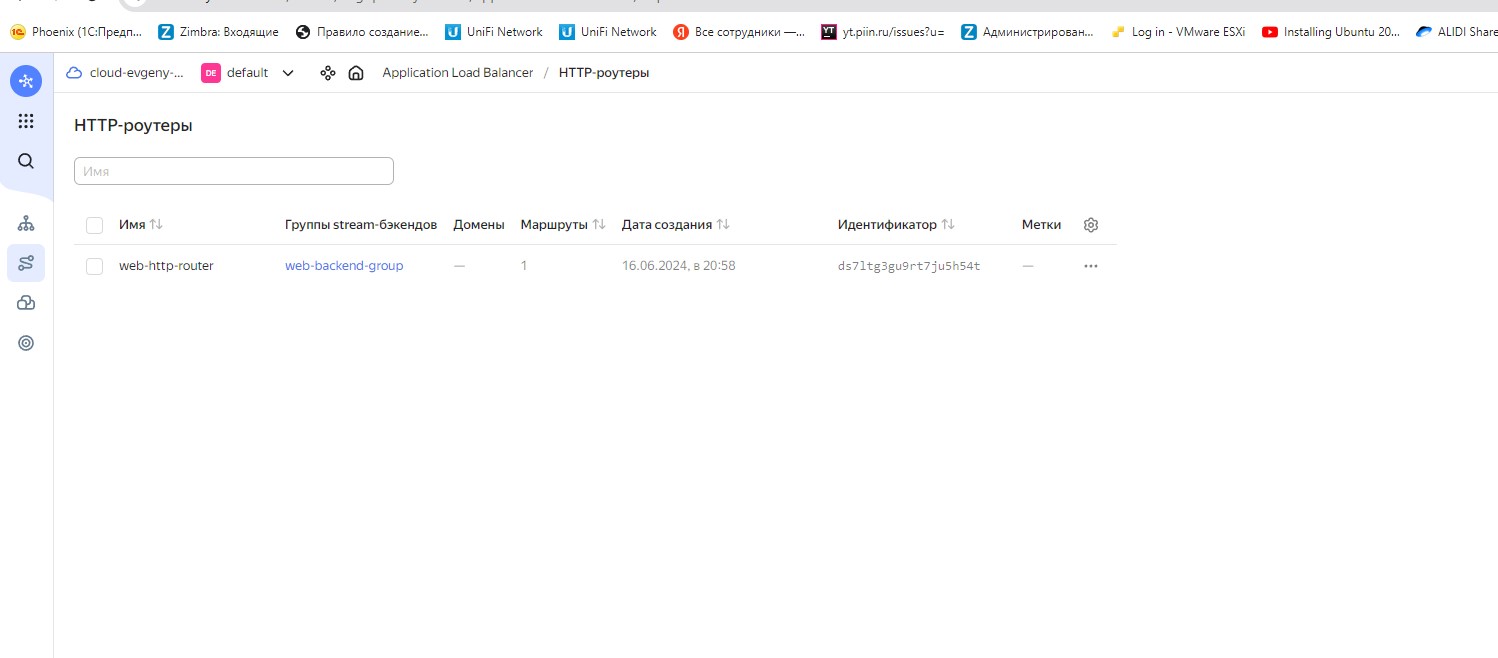 Phoenix (1С:Предп... Zimbra: Входящие Правило создание... UniFi Network UniFi Network Все сотрудники —... yt.piin.ru/issues?u= Администрирован... Log in - VMware ESXi Installing Ubuntu 20... ALIDI Share
cloud-evgeny-... DE default Application Load Balancer / HTTP-роутеры
HTTP-роутеры
Имя
Имя Группы stream-бэкендов Домены Маршруты Дата создания Идентификатор Метки
web-http-router web-backend-group — 1 16.06.2024, в 20:58 ds7ltg3gu9rt7ju5h54t —